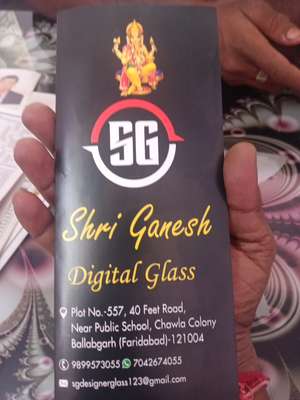 SG
Shri Ganesh
Digital Glass
Plot No.-557, 40 Feet Road,
Near Public School, Chawla Colony
Ballabgarh (Faridabad)-121004
9899573055 7042674055
sgdesignerglass123@gmail.com